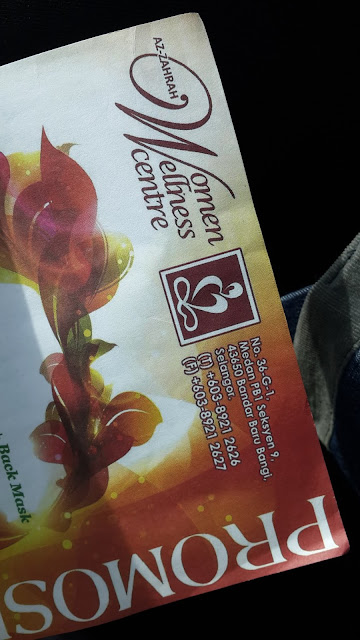 AZ-ZAHRAH
Women
Wellness
centre
No. 36-G-1,
Medan PB1 Seksyen 9,
43650 Bandar Baru Bangi,
Selangor.
(T) +603-8921 2626
(F) +603-8921 2627
Back Mask
PROMOSI